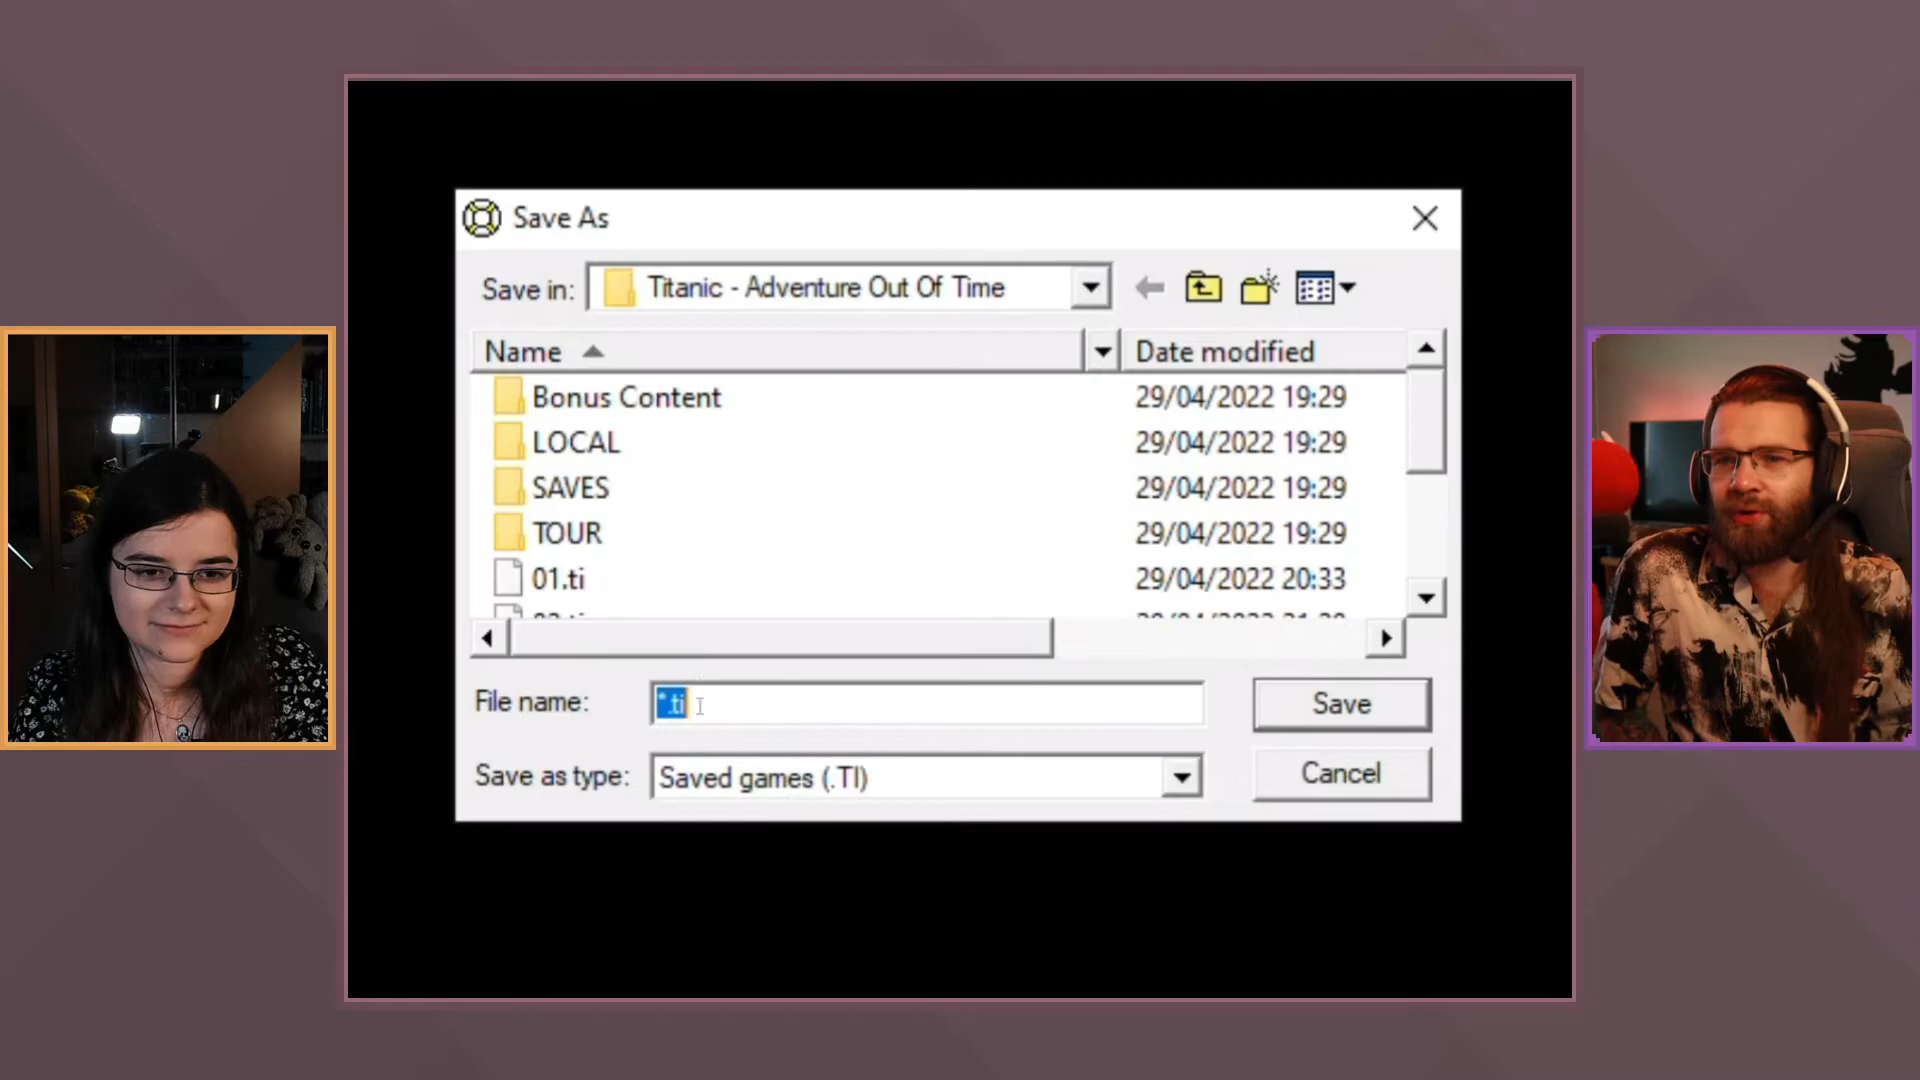 Save As
Save in: Titanic - Adventure Out Of Time
Name Date modified
Bonus Content 29/04/2022 19:29
LOCAL 29/04/2022 19:29
SAVES 29/04/2022 19:29
TOUR 29/04/2022 19:29
01.ti 29/04/2022 20:33
File name: *.ti Save
Save as type: Saved games (.TI) Cancel